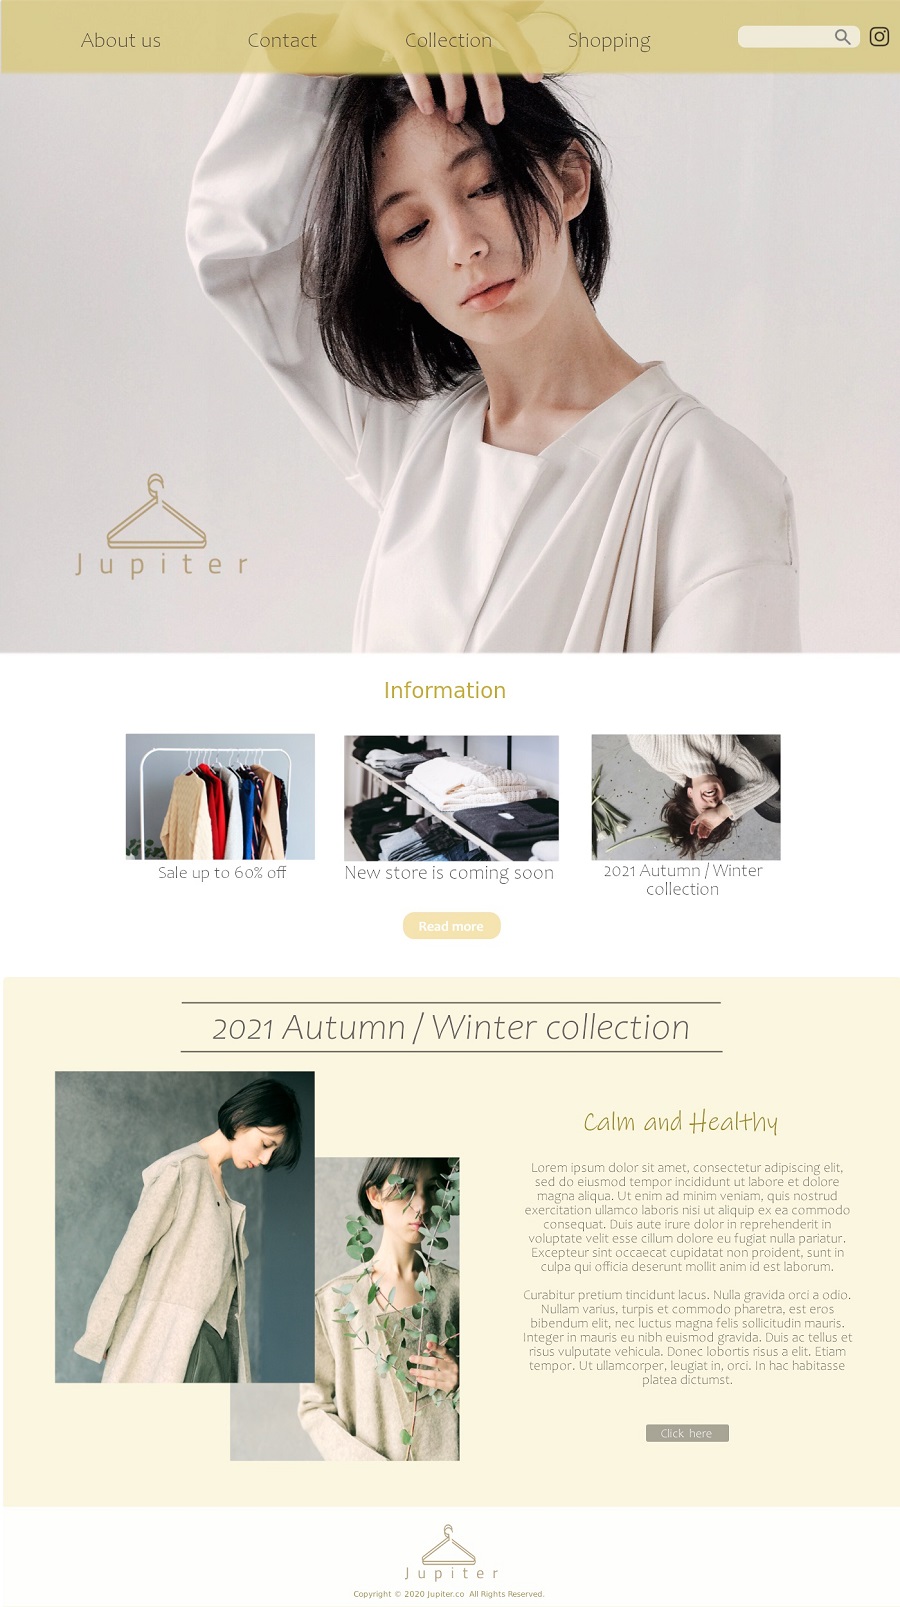 About us
Contact
Collection
Shopping
Jupiter
Information
Sale up to 60% off
New store is coming soon
2021 Autumn / Winter
collection
Read more
2021 Autumn / Winter collection
Calm and Healthy
Lorem ipsum dolor sit amet, consectetur adipiscing elit,
sed do eiusmod tempor incididunt ut labore et dolore
magna aliqua. Ut enim ad minim veniam, quis nostrud
exercitation ullamco laboris nisi ut aliquip ex ea commodo
consequat. Duis aute irure dolor in reprehenderit in
voluptate velit esse cillum dolore eu fugiat nulla pariatur.
Excepteur sint occaecat cupidatat non proident, sunt in
culpa qui officia deserunt mollit anim id est laborum.
Curabitur pretium tincidunt lacus. Nulla gravida orci a odio.
Nullam varius, turpis et commodo pharetra, est eros
bibendum elit, nec luctus magna felis sollicitudin mauris.
Integer in mauris eu nibh euismod gravida. Duis ac tellus et
risus vulputate vehicula. Donec lobortis risus a elit. Etiam
tempor. Ut ullamcorper, leugiat in, orci. In hac habitasse
platea dictumst.
Click here
Jupiter
Copyright © 2020 Jupiter.co All Rights Reserved.